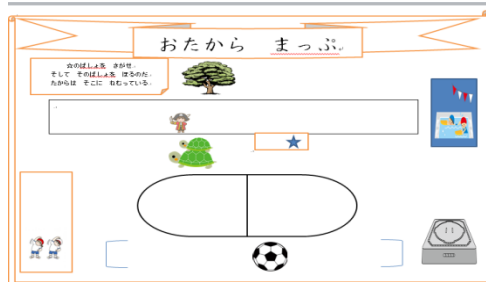 おたから　まっぷ
☆のばしょを　さがせ
そして　そのばしょを　ほるのだ
たからは　そこに　ねむっている